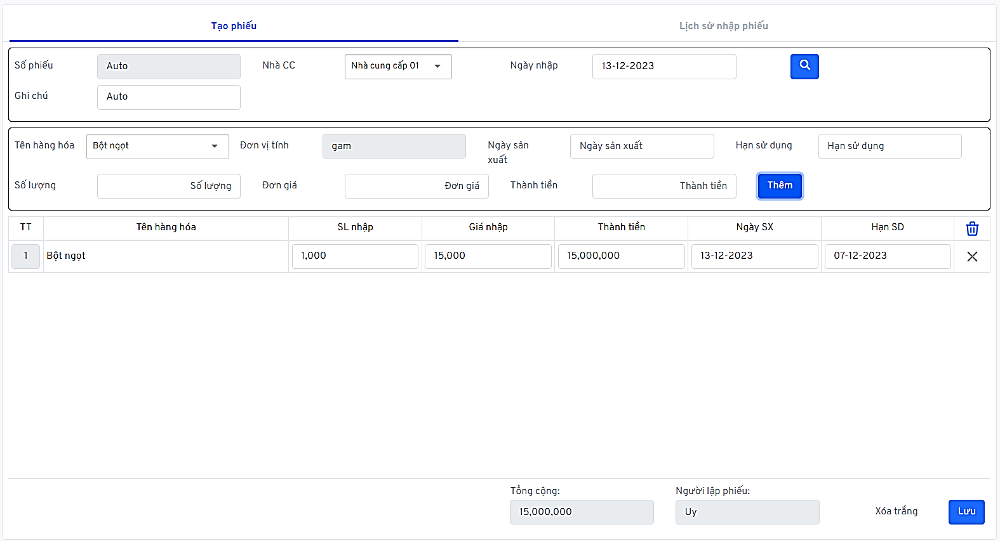 Tạo phiếu
Lịch sử nhập phiếu
Số phiếu Auto Nhà CC Nhà cung cấp 01 Ngày nhập 13-12-2023
Ghi chú Auto
Tên hàng hóa Bột ngọt Đơn vị tính gam Ngày sản xuất Ngày sản xuất Hạn sử dụng Hạn sử dụng
Số lượng Số lượng Đơn giá Đơn giá Thành tiền Thành tiền Thêm
TT Tên hàng hóa SL nhập Giá nhập Thành tiền Ngày SX Hạn SD
1 Bột ngọt 1,000 15,000 15,000,000 13-12-2023 07-12-2023
Tổng cộng: Người lập phiếu:
15,000,000 Uy Xóa trắng Lưu